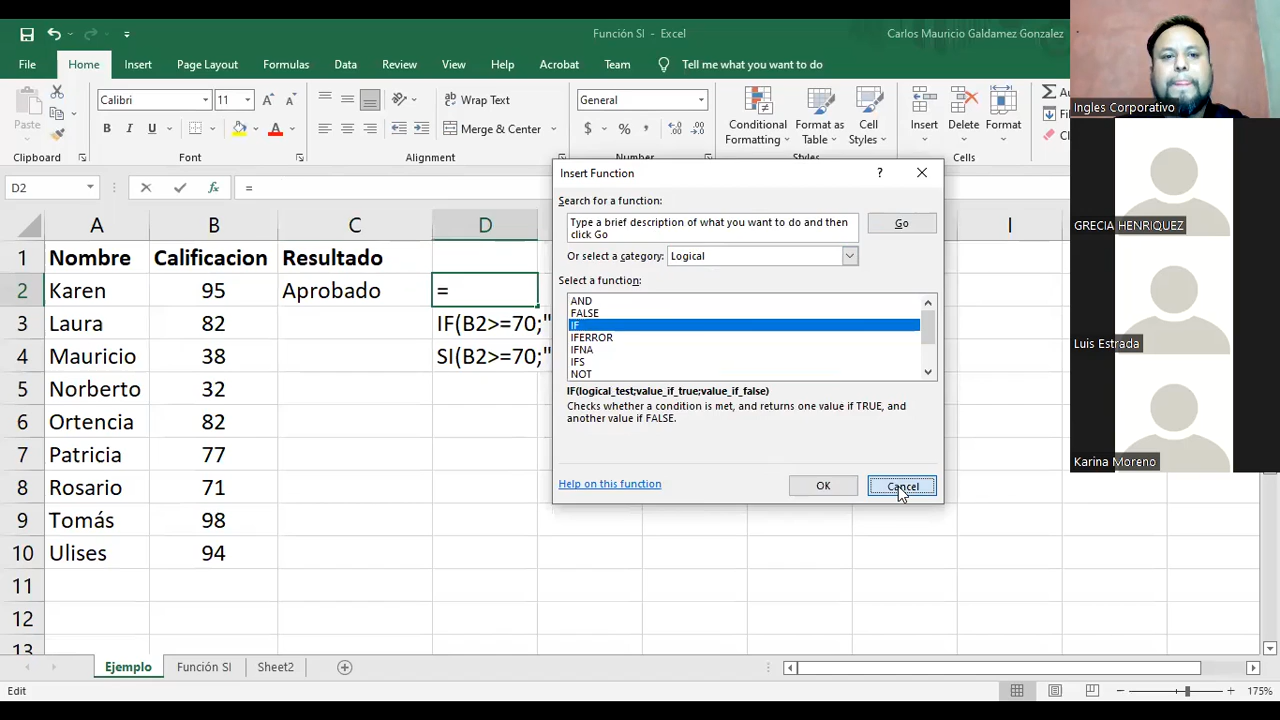 Función SI - Excel
Carlos Mauricio Galdamez Gonzalez
File Home Insert Page Layout Formulas Data Review View Help Acrobat Team Tell me what you want to do
Paste
Calibri 11
B I U
Wrap Text
Merge & Center
General
$ %
Conditional Formatting
Format as Table
Cell Styles
Insert
Delete
Format
Clipboard Font Alignment Number Styles Cells
D2 fx =
A B C D I
1 Nombre Calificacion Resultado
2 Karen 95 Aprobado =
3 Laura 82 IF(B2>=70;"
4 Mauricio 38 SI(B2>=70;"
5 Norberto 32
6 Ortencia 82
7 Patricia 77
8 Rosario 71
9 Tomás 98
10 Ulises 94
11
12
13
Insert Function
Search for a function:
Type a brief description of what you want to do and then
click Go
Go
Or select a category: Logical
Select a function:
AND
FALSE
IF
IFERROR
IFNA
IFS
NOT
IF(logical_test;value_if_true;value_if_false)
Checks whether a condition is met, and returns one value if TRUE, and
another value if FALSE.
Help on this function
OK
Cancel
Ejemplo Función SI Sheet2
Edit
175%
Ingles Corporativo
GRECIA HENRIQUEZ
Luis Estrada
Karina Moreno